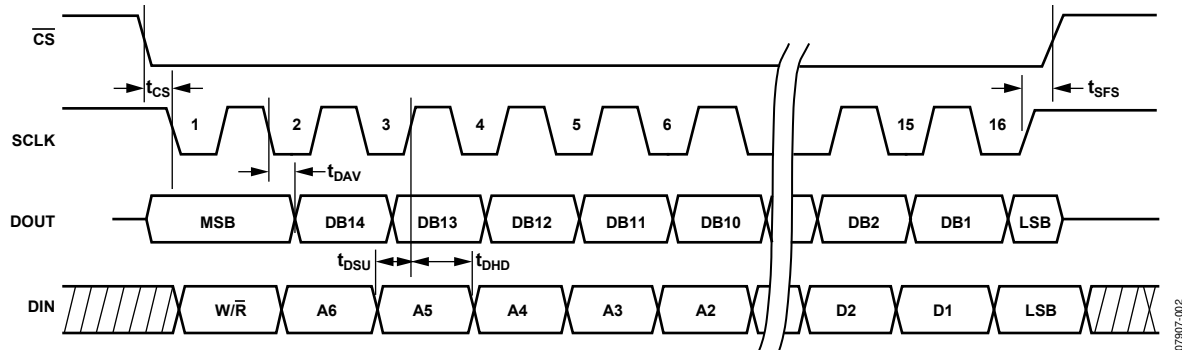 CS
tCS
tSFS
SCLK
1 2 3 4 5 6 15 16
tDAV
DOUT
MSB DB14 DB13 DB12 DB11 DB10 DB2 DB1 LSB
tDSU tDHD
DIN
W/R A6 A5 A4 A3 A2 D2 D1 LSB
07907-002